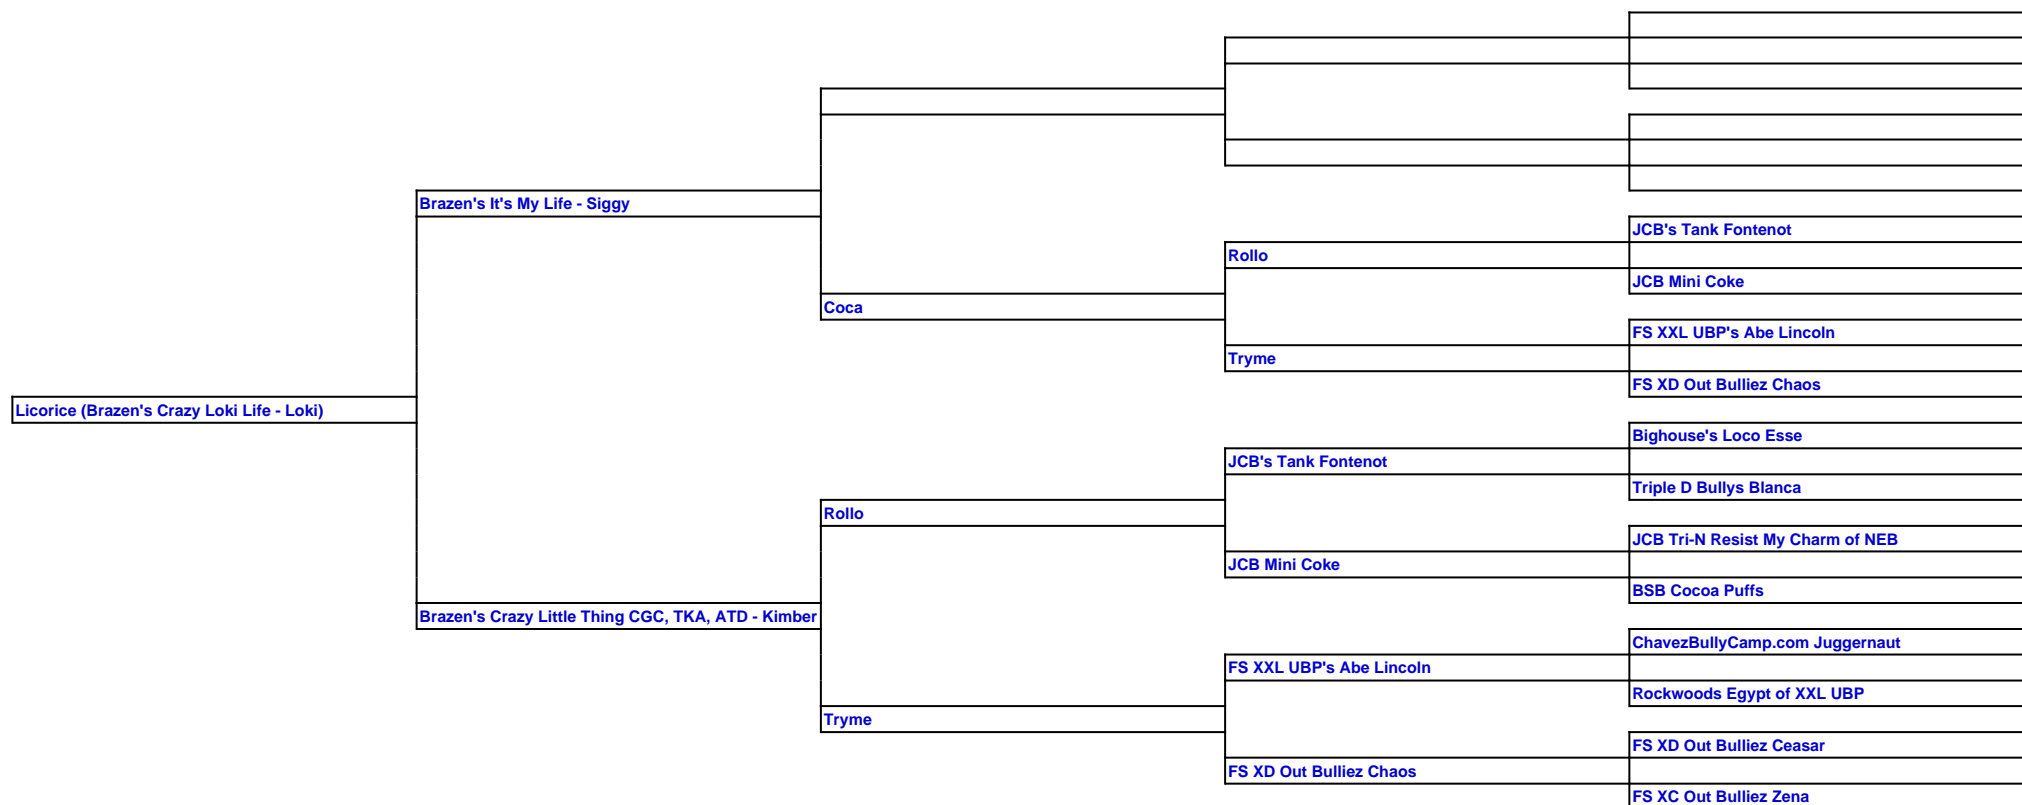 Brazen's It's My Life - Siggy
JCB's Tank Fontenot
Rollo
JCB Mini Coke
Coca
FS XXL UBP's Abe Lincoln
Tryme
FS XD Out Bulliez Chaos
Licorice (Brazen's Crazy Loki Life - Loki)
Bighouse's Loco Esse
JCB's Tank Fontenot
Triple D Bullys Blanca
Rollo
JCB Tri-N Resist My Charm of NEB
JCB Mini Coke
BSB Cocoa Puffs
Brazen's Crazy Little Thing CGC, TKA, ATD - Kimber
ChavezBullyCamp.com Juggernaut
FS XXL UBP's Abe Lincoln
Rockwoods Egypt of XXL UBP
Tryme
FS XD Out Bulliez Ceasar
FS XD Out Bulliez Chaos
FS XC Out Bulliez Zena